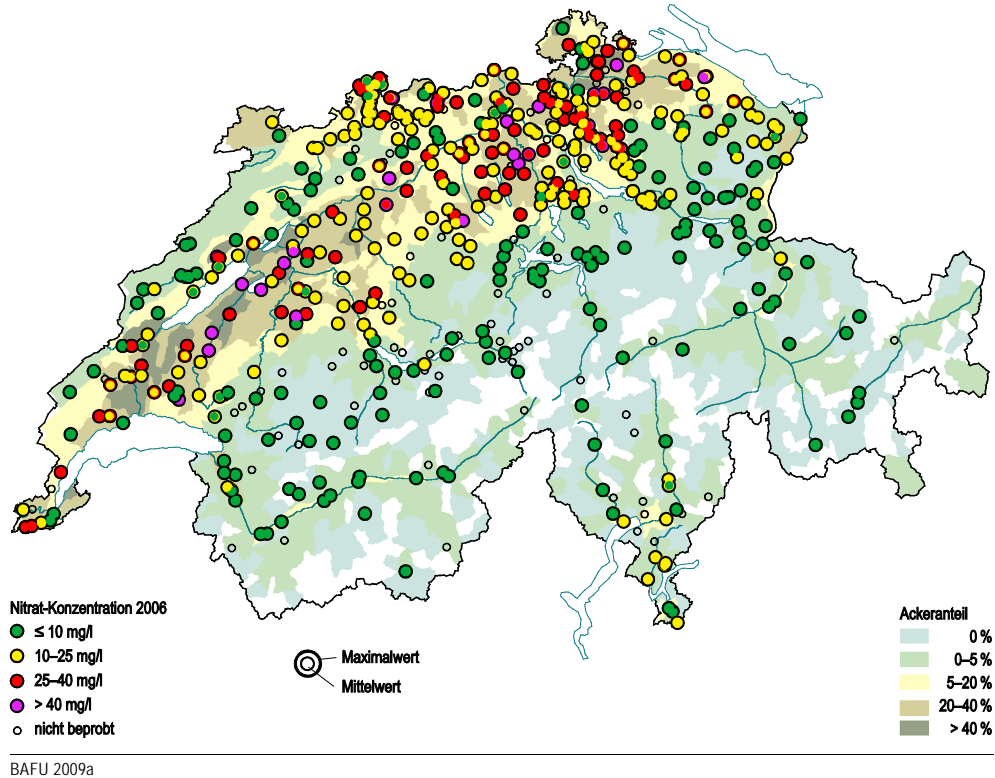 Nitrat-Konzentration 2006
≤ 10 mg/l
10–25 mg/l
25–40 mg/l
> 40 mg/l
nicht beprobt
Maximalwert
Mittelwert
Ackeranteil
0 %
0–5 %
5–20 %
20–40 %
> 40 %
BAFU 2009a